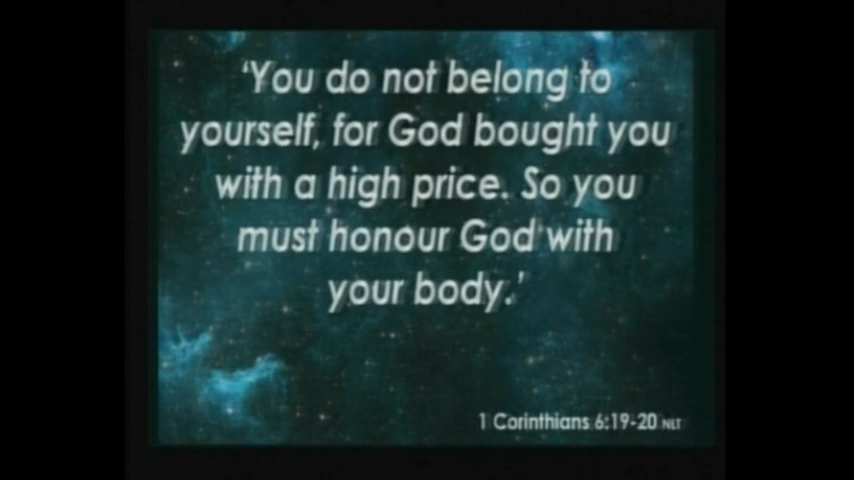 ‘You do not belong to
yourself, for God bought you
with a high price. So you
must honour God with
your body.’
1 Corinthians 6:19-20 NLT